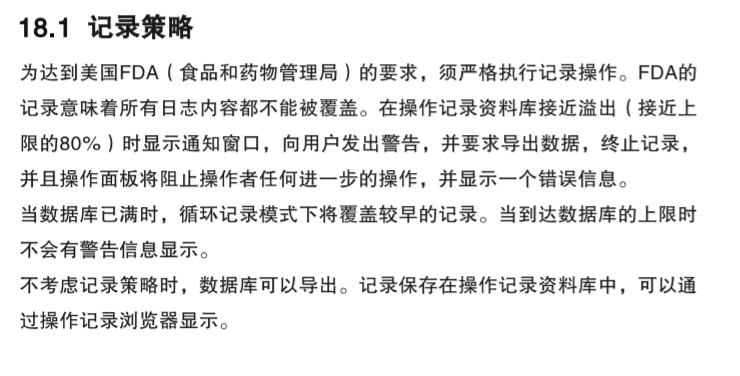 18.1 记录策略
为达到美国FDA（食品和药物管理局）的要求，须严格执行记录操作。FDA的
记录意味着所有日志内容都不能被覆盖。在操作记录资料库接近溢出（接近上
限的80%）时显示通知窗口，向用户发出警告，并要求导出数据，终止记录，
并且操作面板将阻止操作者任何进一步的操作，并显示一个错误信息。
当数据库已满时，循环记录模式下将覆盖较早的记录。当到达数据库的上限时
不会有警告信息显示。
不考虑记录策略时，数据库可以导出。记录保存在操作记录资料库中，可以通
过操作记录浏览器显示。